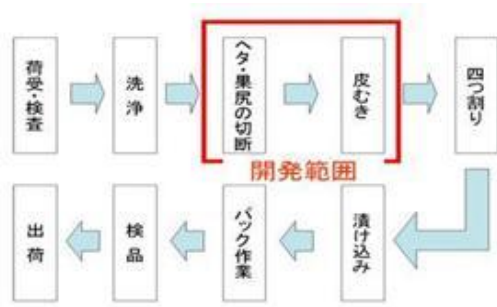 荷受・検査
洗浄
ヘタ・果尻の切断
皮むき
四つ割り
開発範囲
漬け込み
パック作業
検品
出荷